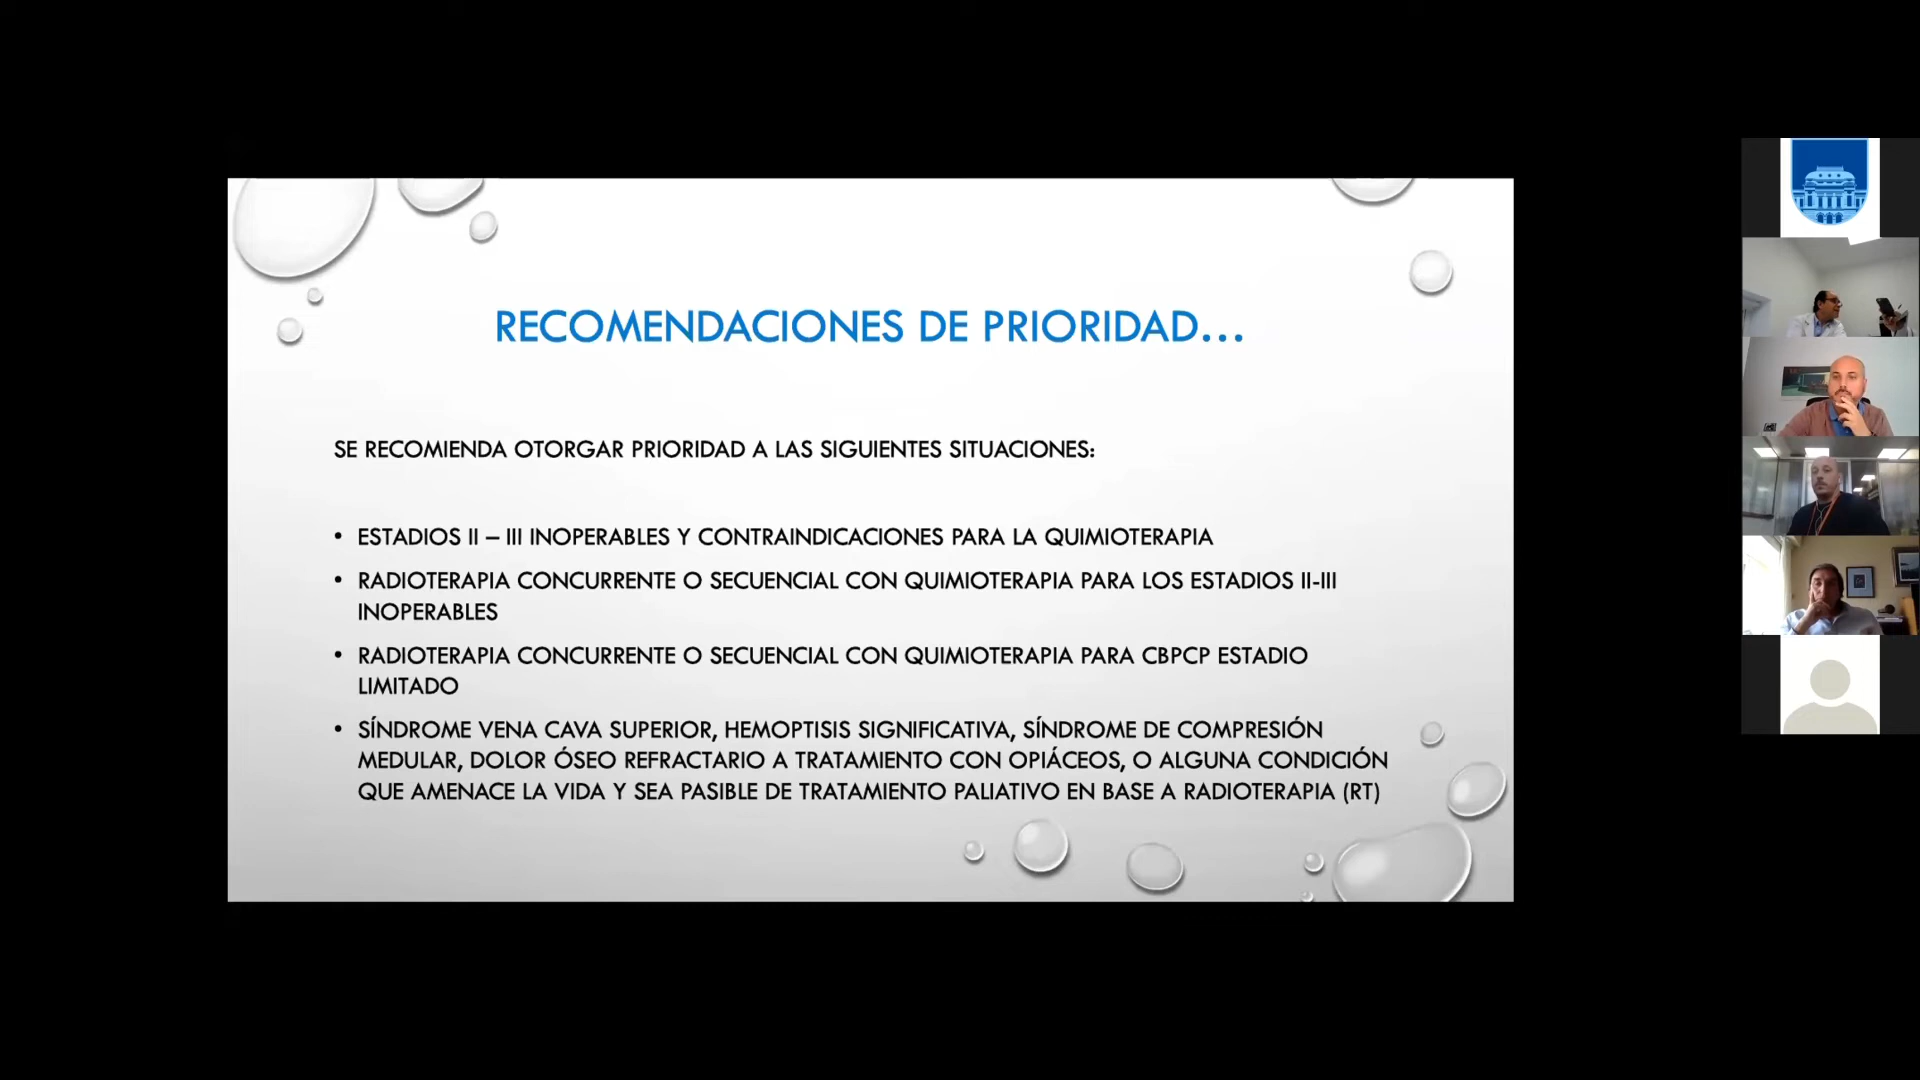 RECOMENDACIONES DE PRIORIDAD...
SE RECOMIENDA OTORGAR PRIORIDAD A LAS SIGUIENTES SITUACIONES:
• ESTADIOS II – III INOPERABLES Y CONTRAINDICACIONES PARA LA QUIMIOTERAPIA
• RADIOTERAPIA CONCURRENTE O SECUENCIAL CON QUIMIOTERAPIA PARA LOS ESTADIOS II-III
INOPERABLES
• RADIOTERAPIA CONCURRENTE O SECUENCIAL CON QUIMIOTERAPIA PARA CBPCP ESTADIO
LIMITADO
• SÍNDROME VENA CAVA SUPERIOR, HEMOPTISIS SIGNIFICATIVA, SÍNDROME DE COMPRESIÓN
MEDULAR, DOLOR ÓSEO REFRACTARIO A TRATAMIENTO CON OPIÁCEOS, O ALGUNA CONDICIÓN
QUE AMENACE LA VIDA Y SEA PASIBLE DE TRATAMIENTO PALIATIVO EN BASE A RADIOTERAPIA (RT)